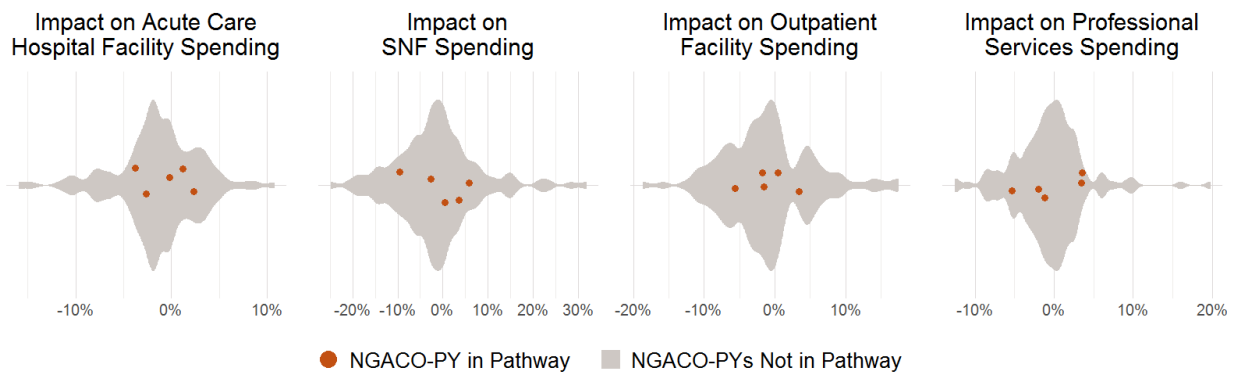 Impact on Acute Care
Hospital Facility Spending
Impact on
SNF Spending
Impact on Outpatient
Facility Spending
Impact on Professional
Services Spending
-10% 0% 10%
-20% -10% 0% 10% 20% 30%
-20% -10% 0% 10%
-10% 0% 10% 20%
NGACO-PY in Pathway
NGACO-PYs Not in Pathway